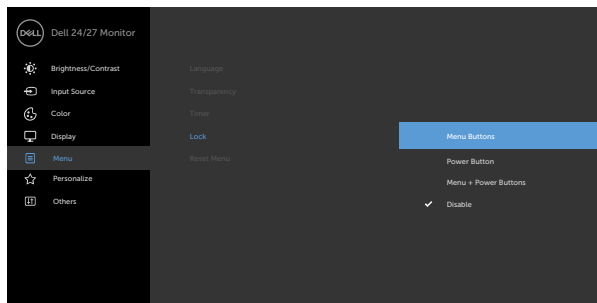 DELL Dell 24/27 Monitor
Brightness/Contrast
Input Source
Color
Display
Menu
Personalize
Others
Language
Transparency
Timer
Lock
Reset Menu
Menu Buttons
Power Button
Menu + Power Buttons
Disable